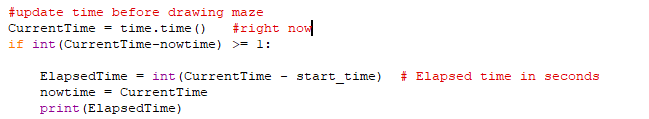 #update time before drawing maze
CurrentTime = time.time()   #right now
if int(CurrentTime-nowtime) >= 1:
    ElapsedTime = int(CurrentTime - start_time)  # Elapsed time in seconds
    nowtime = CurrentTime
    print(ElapsedTime)